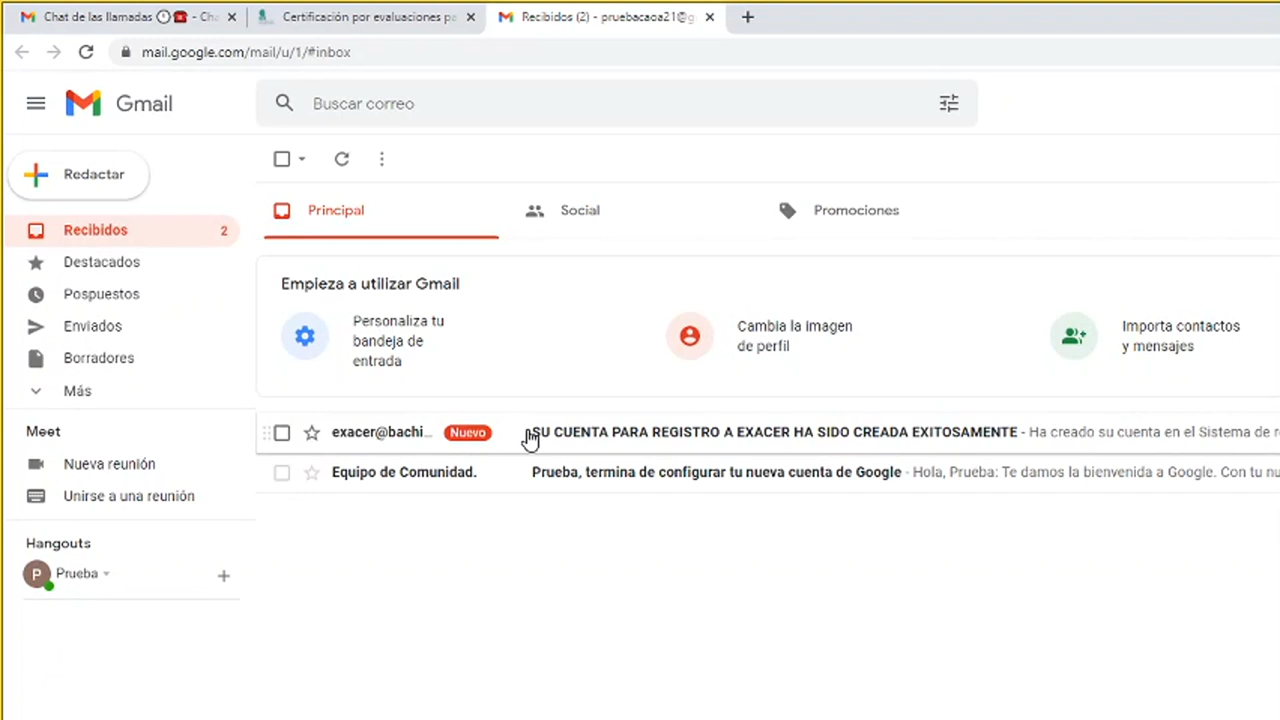 Chat de las llamadas
Certificación por evaluaciones pa
Recibidos (2) - pruebacaoa21@g
mail.google.com/mail/u/1/#inbox
Gmail
Buscar correo
Redactar
Principal
Social
Promociones
Recibidos 2
Destacados
Pospuestos
Enviados
Borradores
Más
Empieza a utilizar Gmail
Personaliza tu
bandeja de
entrada
Cambia la imagen
de perfil
Importa contactos
y mensajes
exacer@bachi... Nuevo SU CUENTA PARA REGISTRO A EXACER HA SIDO CREADA EXITOSAMENTE - Ha creado su cuenta en el Sistema de re
Equipo de Comunidad. Prueba, termina de configurar tu nueva cuenta de Google - Hola, Prueba: Te damos la bienvenida a Google. Con tu nu
Meet
Nueva reunión
Unirse a una reunión
Hangouts
P Prueba